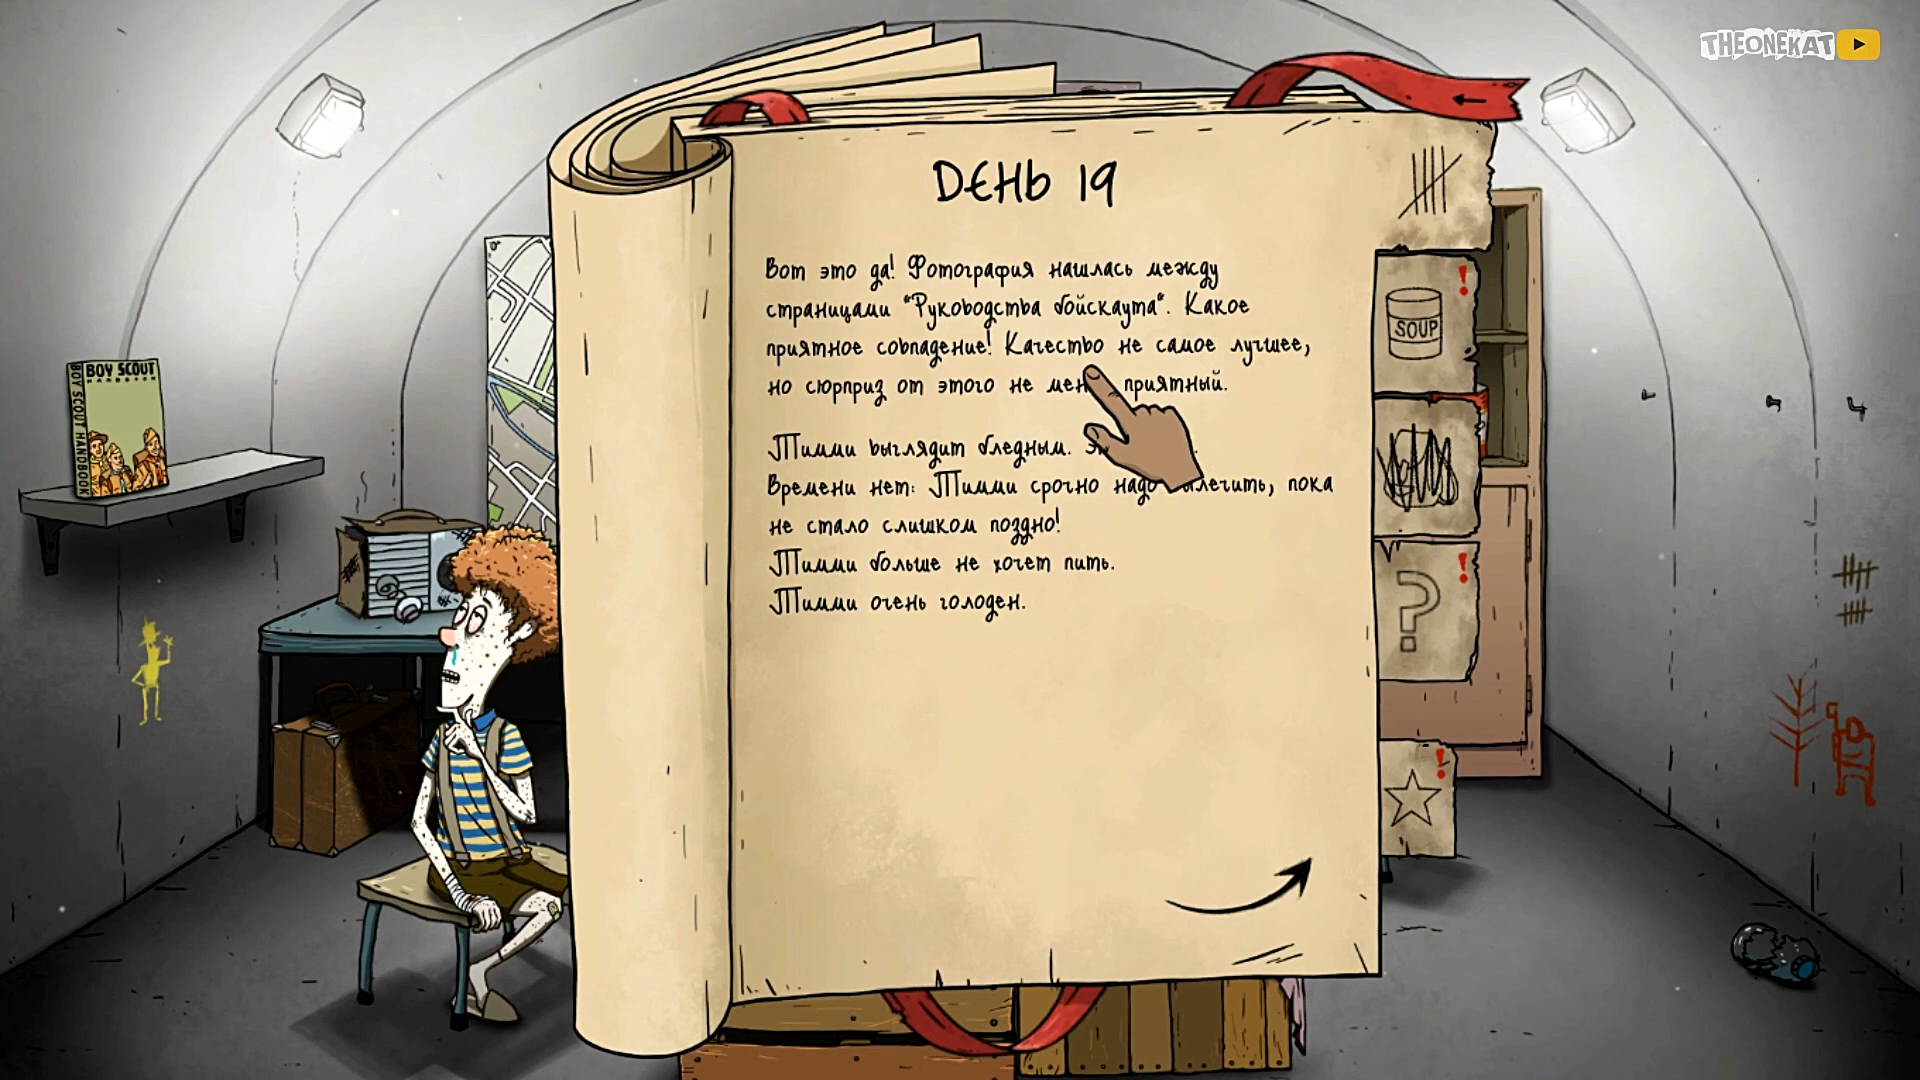 THEONEKAT
ДЕНЬ 19
Вот это да! Фотография нашлась между
страницами "Руководства бойскаута". Какое
приятное совпадение! Качество не самое лучшее,
но сюрприз от этого не приятный.
Тимми выглядит бледным.
Времени нет: Тимми срочно надо пока
не стало слишком поздно!
Тимми больше не хочет пить.
Тимми очень голоден.
SOUP
?
BOY SCOUT
HANDBOOK
BOY SCOUT HANDBOOK